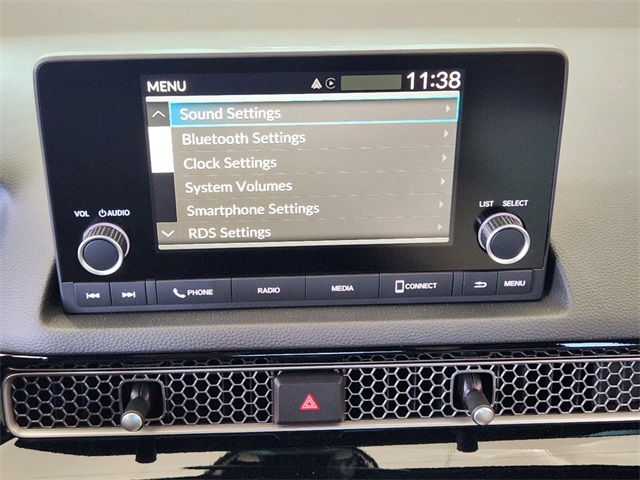 MENU 11:38
Sound Settings
Bluetooth Settings
Clock Settings
System Volumes
Smartphone Settings
RDS Settings
VOL AUDIO
LIST SELECT
PHONE RADIO MEDIA CONNECT MENU